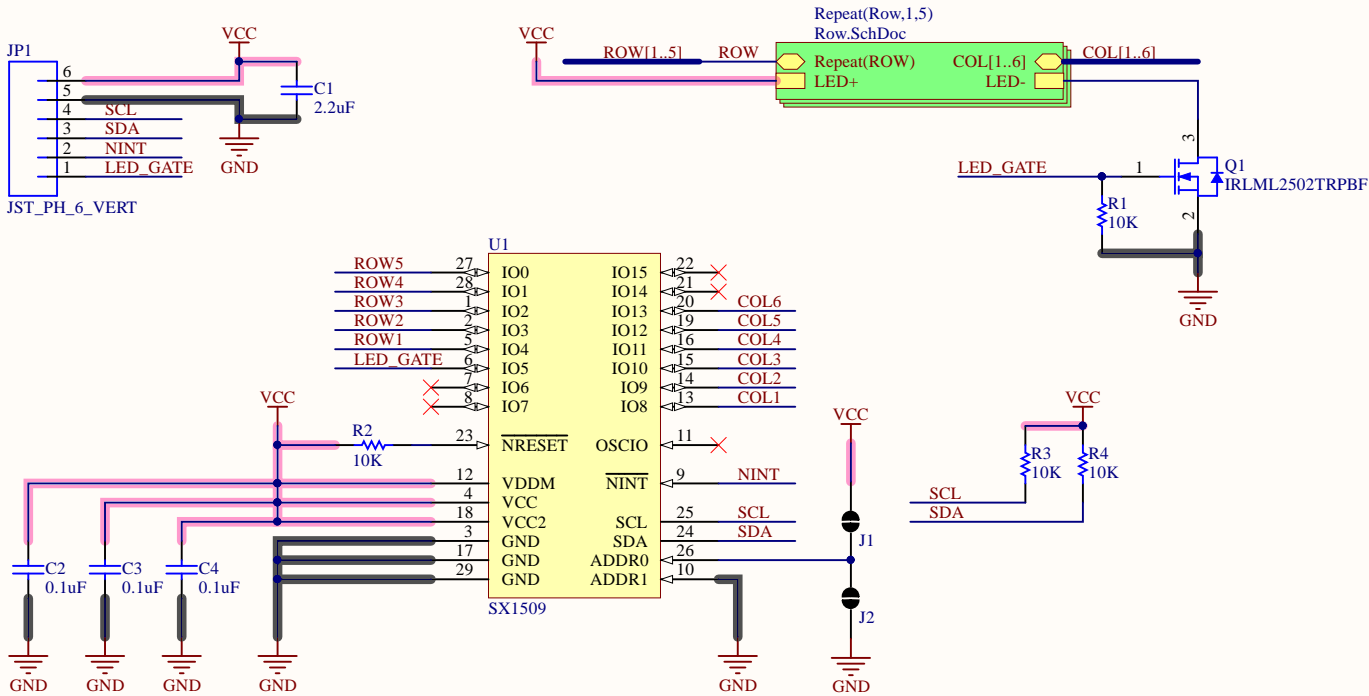 JP1
6
5
4 SCL
3 SDA
2 NINT
1 LED_GATE
JST_PH_6_VERT
VCC
C1
2.2uF
GND
VCC
ROW[1..5] ROW
Repeat(Row,1,5)
Row.SchDoc
Repeat(ROW) COL[1..6]
LED+ LED-
COL[1..6]
LED_GATE
1
3
2
Q1
IRLML2502TRPBF
R1
10K
GND
U1
ROW5 27 IO0
ROW4 28 IO1
ROW3 1 IO2
ROW2 2 IO3
ROW1 5 IO4
LED_GATE 6 IO5
7 IO6
8 IO7
23 NRESET
12 VDDM
4 VCC
18 VCC2
3 GND
17 GND
29 GND
IO15 22
IO14 21
IO13 20 COL6
IO12 19 COL5
IO11 16 COL4
IO10 15 COL3
IO9 14 COL2
IO8 13 COL1
OSCIO 11
NINT 9 NINT
SCL 25 SCL
SDA 24 SDA
ADDR0 26
ADDR1 10
SX1509
VCC
R2
10K
C2
0.1uF
C3
0.1uF
C4
0.1uF
GND
GND
GND
GND
GND
VCC
J1
J2
GND
VCC
R3
10K
R4
10K
SCL
SDA